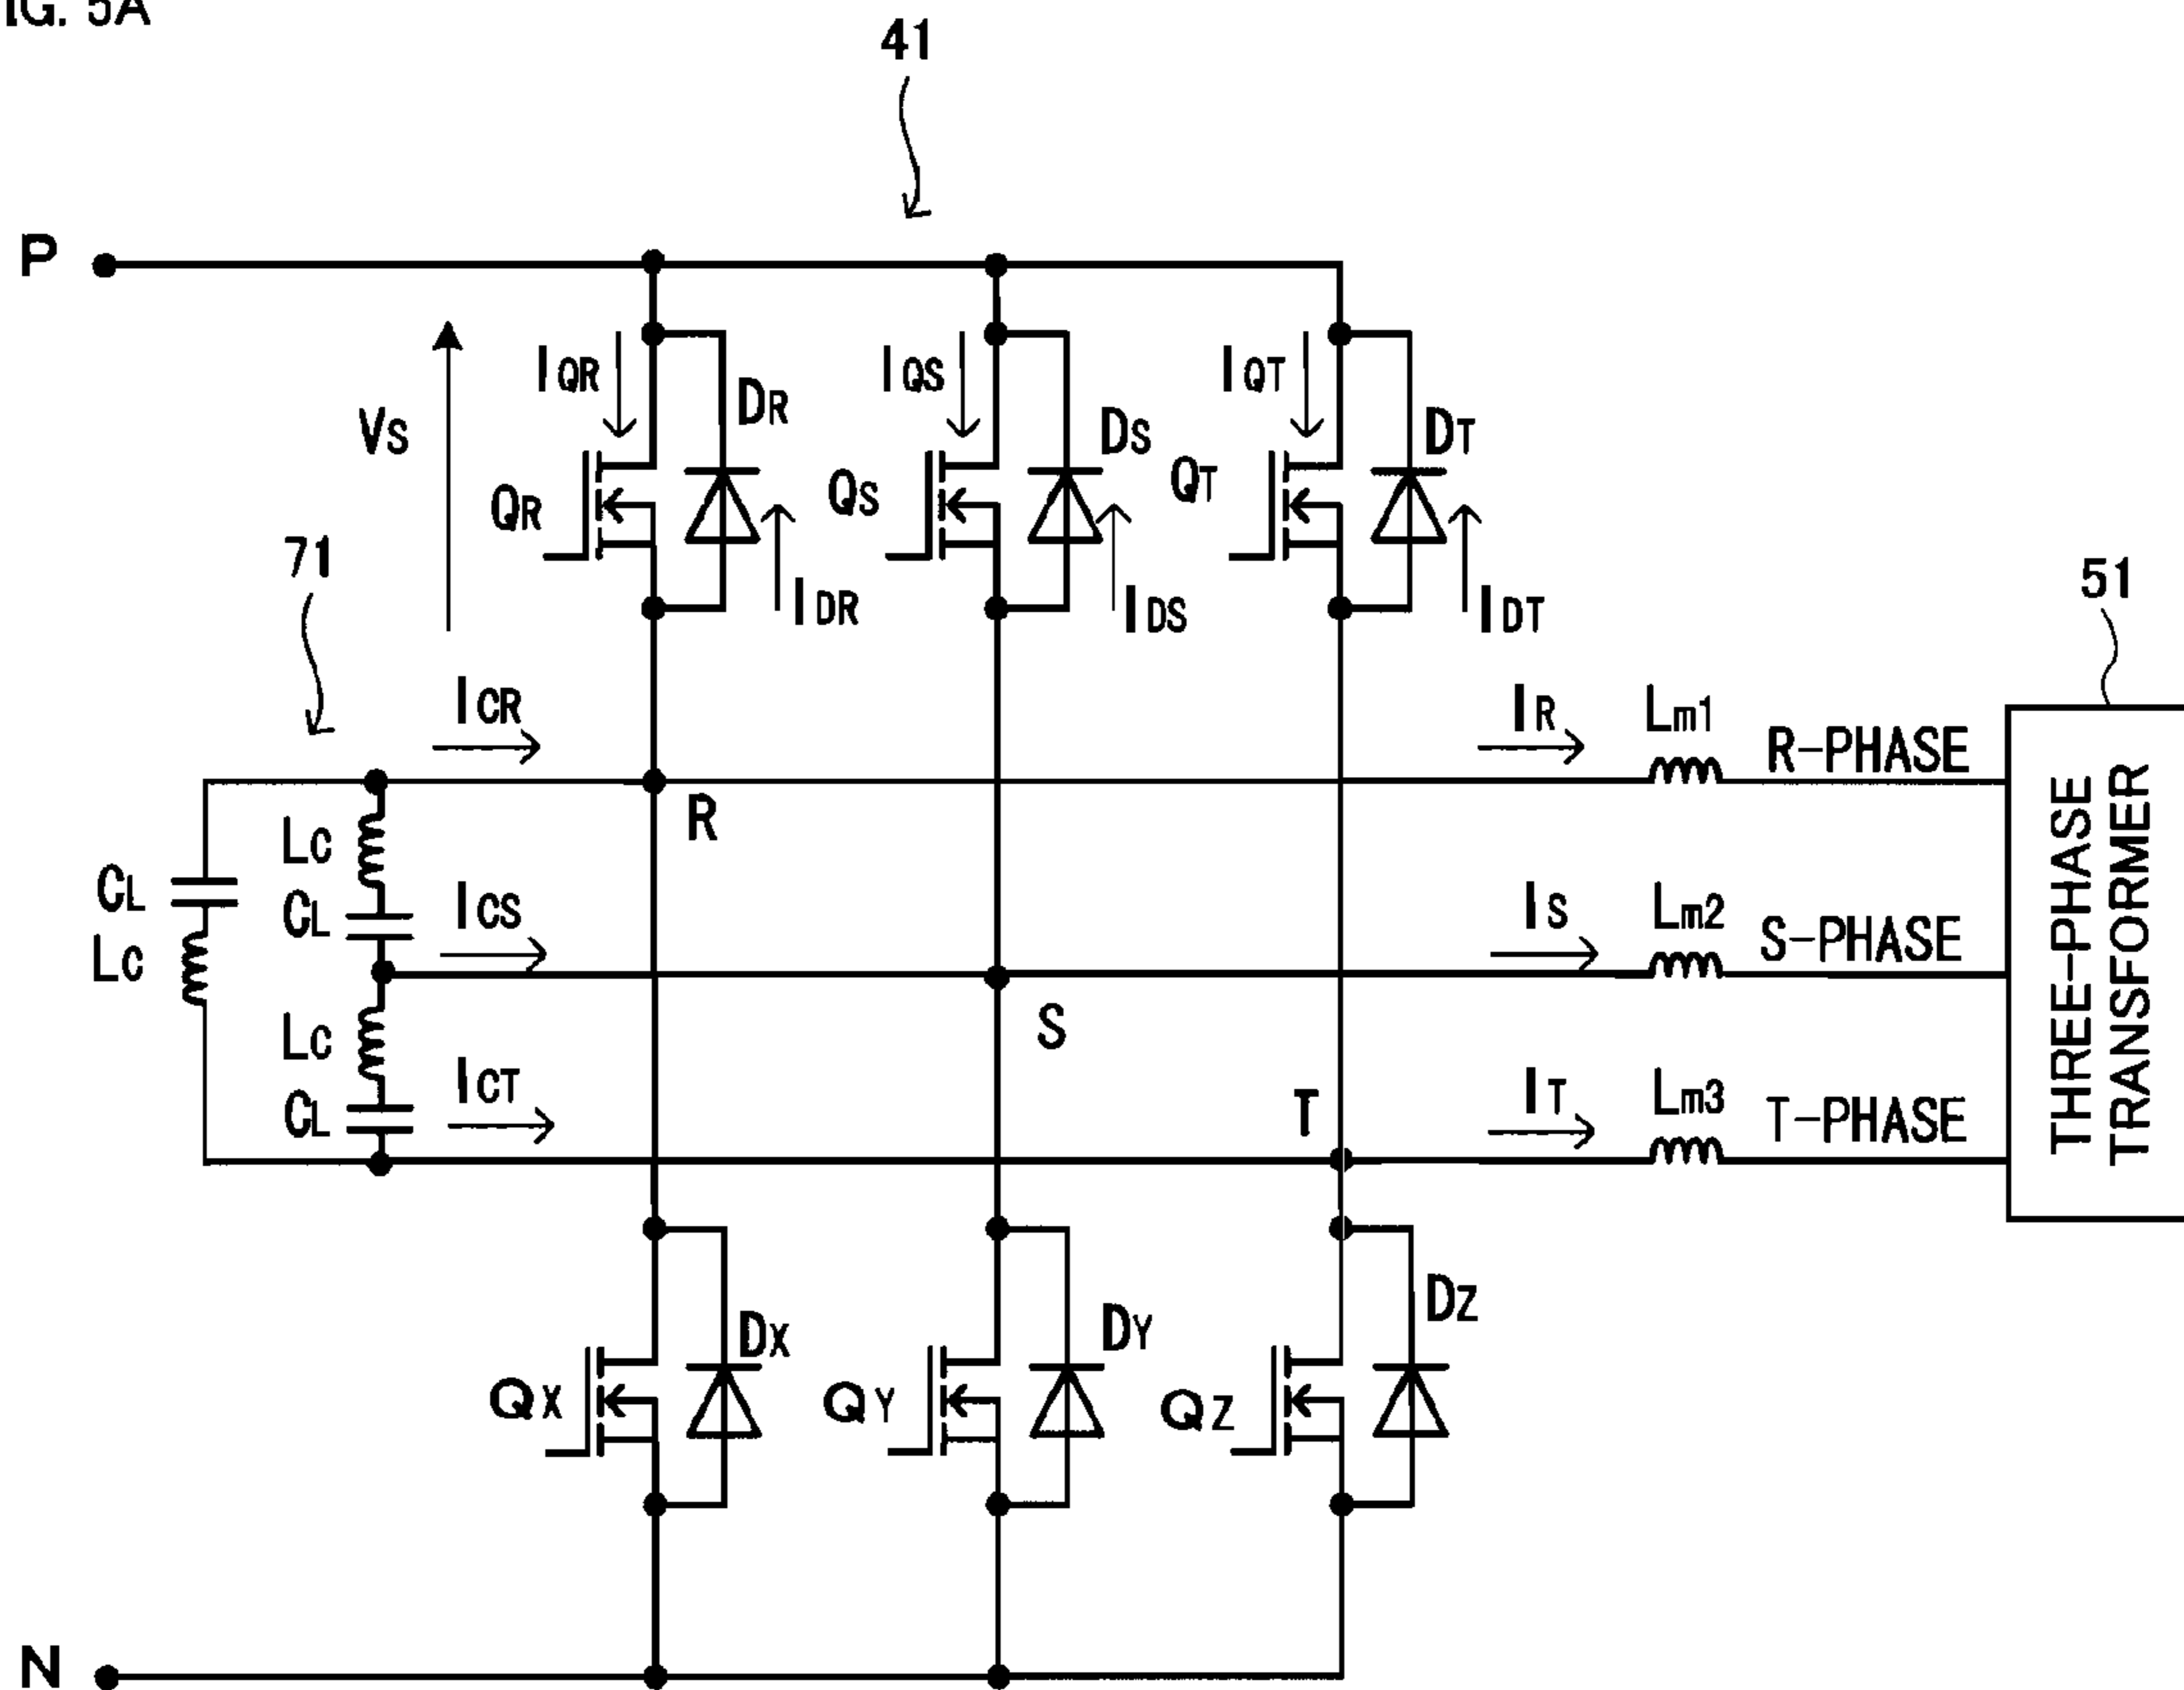 FIG. 5A
41
P
VS
IQR
DR
QR
IDR
IQS
DS
QS
IDS
IQT
DT
QT
IDT
71
51
ICR
IR
Lm1
R-PHASE
R
LC
CL
CL
LC
ICS
IS
Lm2
S-PHASE
S
LC
CL
ICT
T
IT
Lm3
T-PHASE
THREE-PHASE
TRANSFORMER
DX
QX
DY
QY
DZ
QZ
N